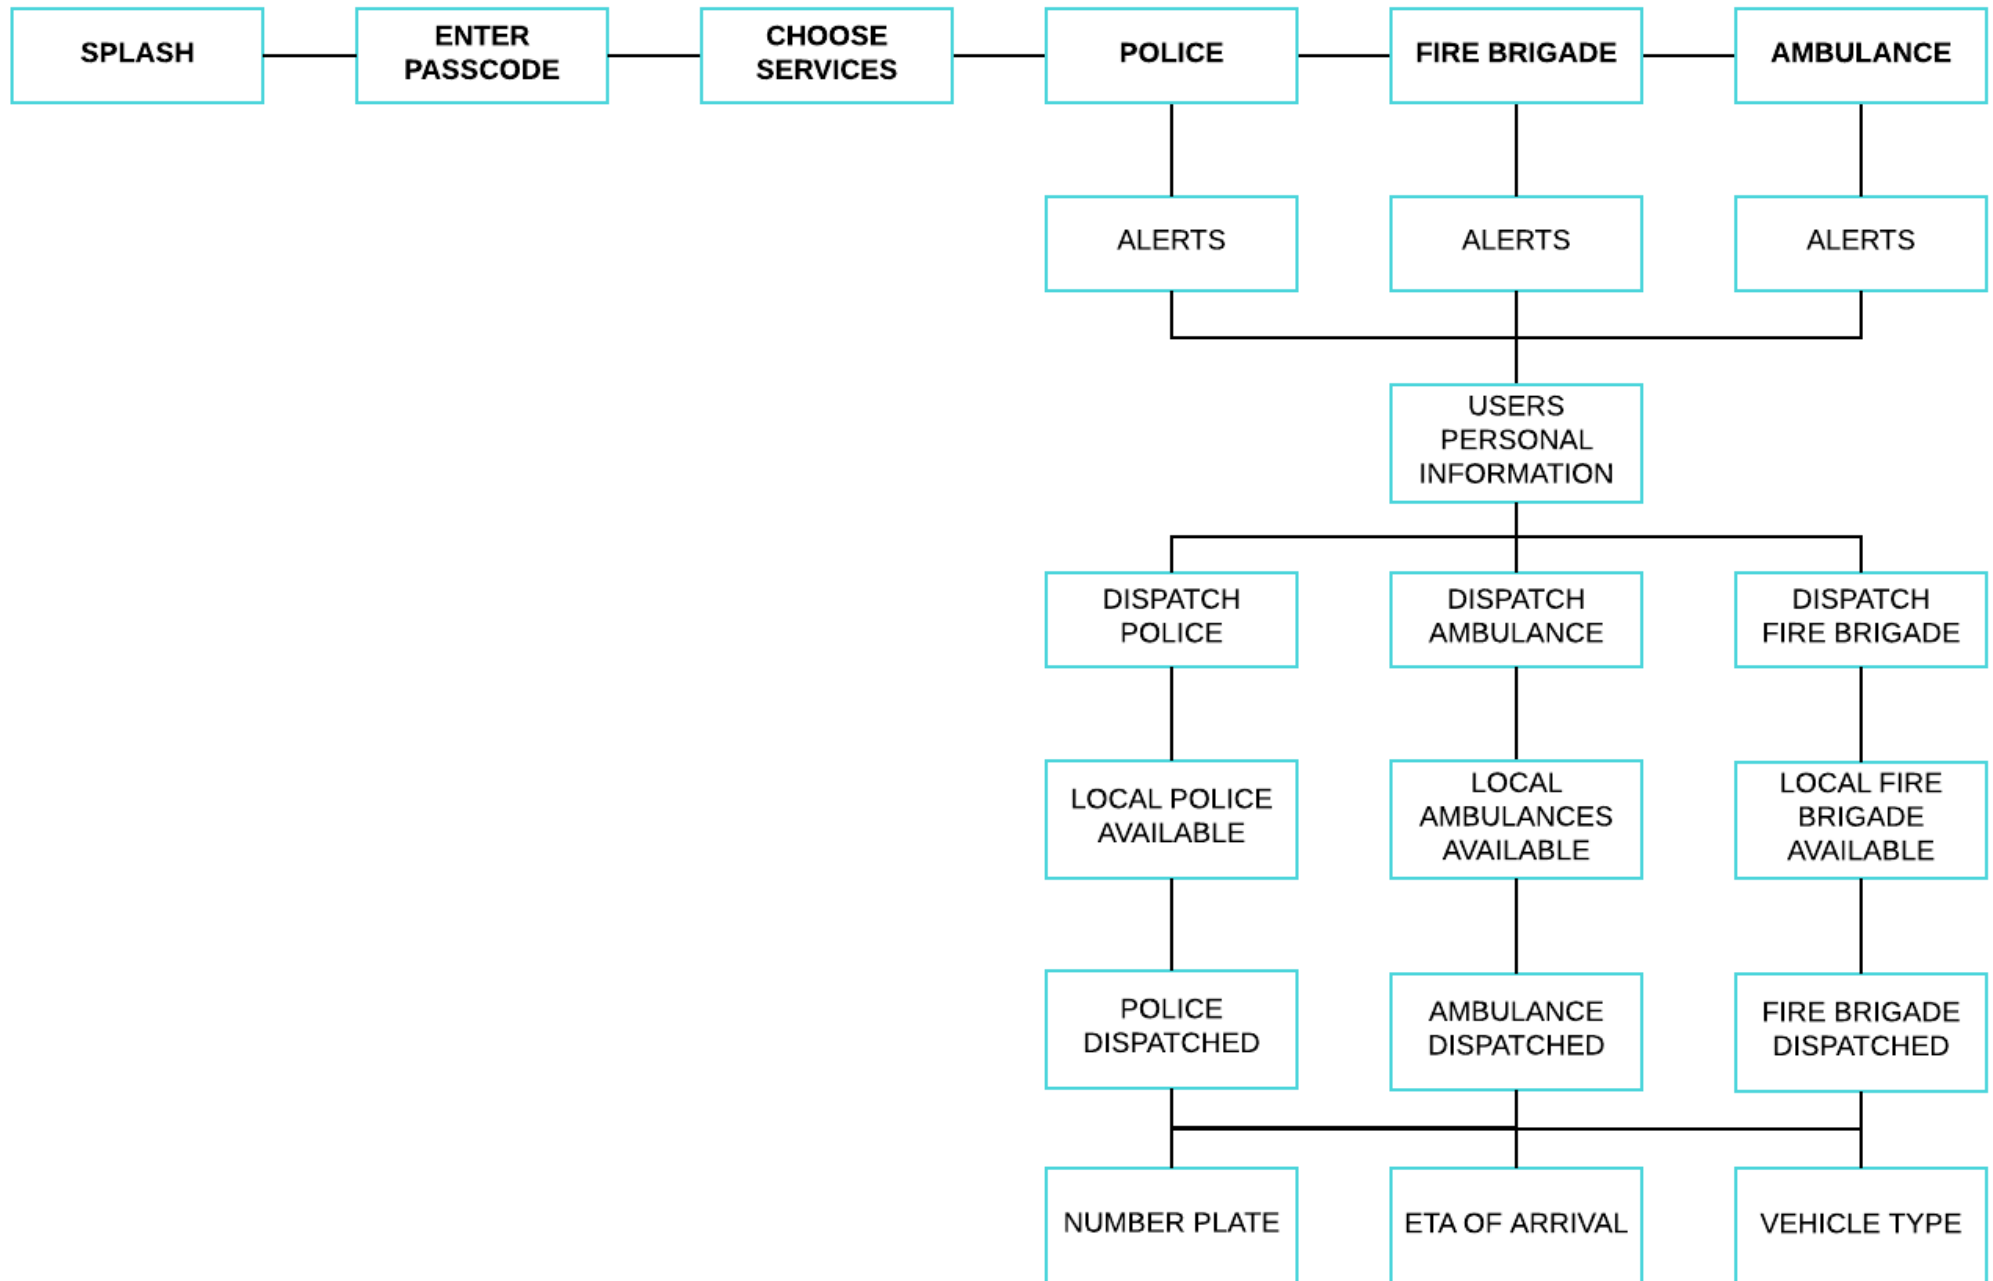 SPLASH
ENTER
PASSCODE
CHOOSE
SERVICES
POLICE
FIRE BRIGADE
AMBULANCE
ALERTS
ALERTS
ALERTS
USERS
PERSONAL
INFORMATION
DISPATCH
POLICE
DISPATCH
AMBULANCE
DISPATCH
FIRE BRIGADE
LOCAL POLICE
AVAILABLE
LOCAL
AMBULANCES
AVAILABLE
LOCAL FIRE
BRIGADE
AVAILABLE
POLICE
DISPATCHED
AMBULANCE
DISPATCHED
FIRE BRIGADE
DISPATCHED
NUMBER PLATE
ETA OF ARRIVAL
VEHICLE TYPE